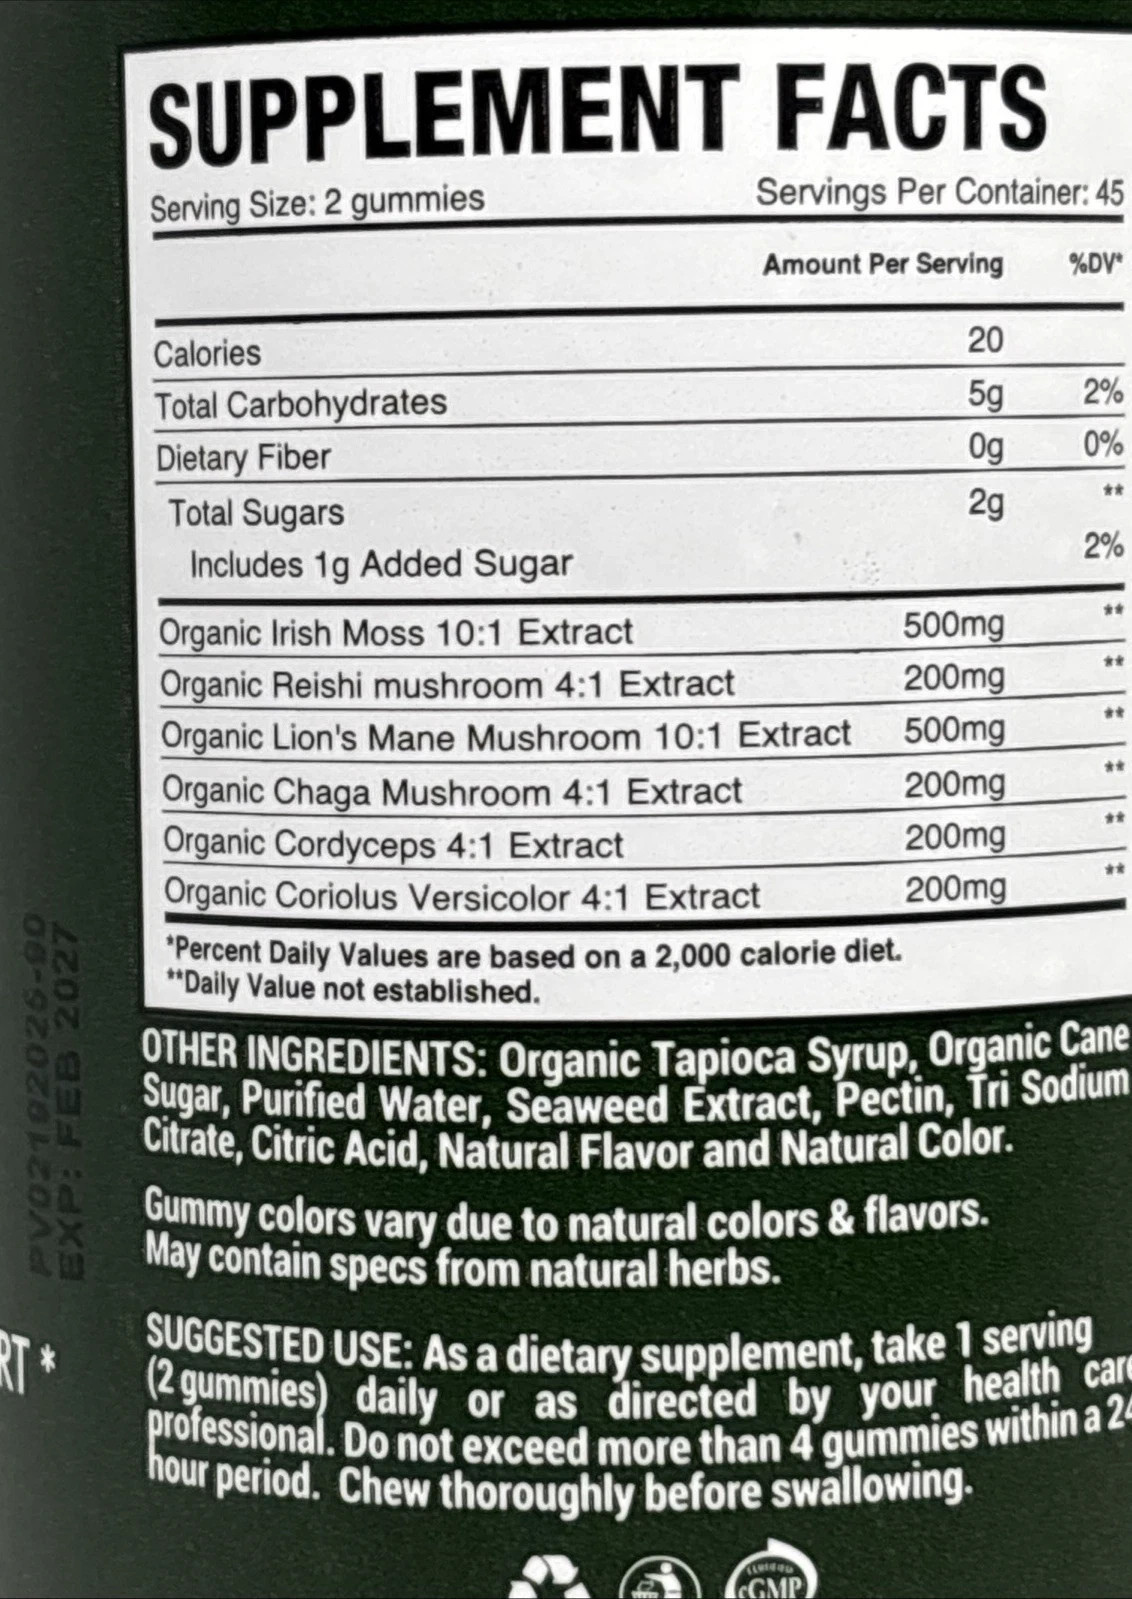 SUPPLEMENT FACTS
Serving Size: 2 gummies Servings Per Container: 45
Amount Per Serving %DV*
Calories 20
Total Carbohydrates 5g 2%
Dietary Fiber 0g 0%
Total Sugars 2g **
Includes 1g Added Sugar 2%
Organic Irish Moss 10:1 Extract 500mg **
Organic Reishi mushroom 4:1 Extract 200mg **
Organic Lion's Mane Mushroom 10:1 Extract 500mg **
Organic Chaga Mushroom 4:1 Extract 200mg **
Organic Cordyceps 4:1 Extract 200mg **
Organic Coriolus Versicolor 4:1 Extract 200mg **
*Percent Daily Values are based on a 2,000 calorie diet.
**Daily Value not established.
OTHER INGREDIENTS: Organic Tapioca Syrup, Organic Cane
Sugar, Purified Water, Seaweed Extract, Pectin, Tri Sodium
Citrate, Citric Acid, Natural Flavor and Natural Color.
Gummy colors vary due to natural colors & flavors.
May contain specs from natural herbs.
SUGGESTED USE: As a dietary supplement, take 1 serving
(2 gummies) daily or as directed by your health care
professional. Do not exceed more than 4 gummies within a 24
hour period. Chew thoroughly before swallowing.
EXP: FEB 2027
RT *
cGMP